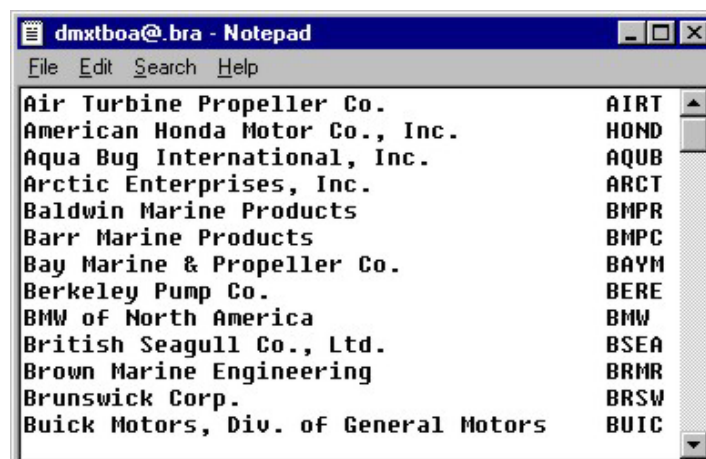 dmxtboa@.bra - Notepad
File Edit Search Help
Air Turbine Propeller Co. AIRT
American Honda Motor Co., Inc. HOND
Aqua Bug International, Inc. AQUB
Arctic Enterprises, Inc. ARCT
Baldwin Marine Products BMPR
Barr Marine Products BMPC
Bay Marine & Propeller Co. BAYM
Berkeley Pump Co. BERE
BMW of North America BMW
British Seagull Co., Ltd. BSEA
Brown Marine Engineering BRMR
Brunswick Corp. BRSW
Buick Motors, Div. of General Motors BUIC